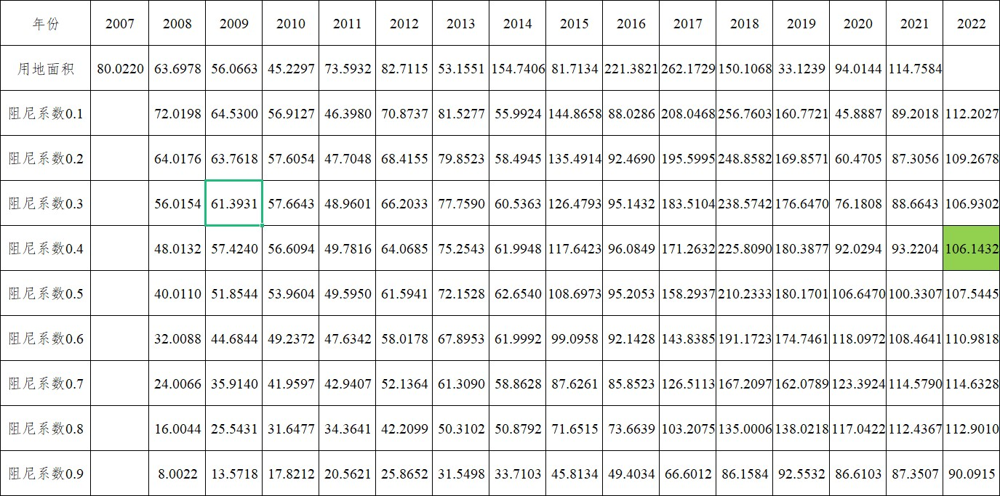 年份 2007 2008 2009 2010 2011 2012 2013 2014 2015 2016 2017 2018 2019 2020 2021 2022
用地面积 80.0220 63.6978 56.0663 45.2297 73.5932 82.7115 53.1551 154.7406 81.7134 221.3821 262.1729 150.1068 33.1239 94.0144 114.7584
阻尼系数0.1 72.0198 64.5300 56.9127 46.3980 70.8737 81.5277 55.9924 144.8658 88.0286 208.0468 256.7603 160.7721 45.8887 89.2018 112.2027
阻尼系数0.2 64.0176 63.7618 57.6054 47.7048 68.4155 79.8523 58.4945 135.4914 92.4690 195.5995 248.8582 169.8571 60.4705 87.3056 109.2678
阻尼系数0.3 56.0154 61.3931 57.6643 48.9601 66.2033 77.7590 60.5363 126.4793 95.1432 183.5104 238.5742 176.6470 76.1808 88.6643 106.9302
阻尼系数0.4 48.0132 57.4240 56.6094 49.7816 64.0685 75.2543 61.9948 117.6423 96.0849 171.2632 225.8090 180.3877 92.0294 93.2204 106.1432
阻尼系数0.5 40.0110 51.8544 53.9604 49.5950 61.5941 72.1528 62.6540 108.6973 95.2053 158.2937 210.2333 180.1701 106.6470 100.3307 107.5445
阻尼系数0.6 32.0088 44.6844 49.2372 47.6342 58.0178 67.8953 61.9992 99.0958 92.1428 143.8385 191.1723 174.7461 118.0972 108.4641 110.9818
阻尼系数0.7 24.0066 35.9140 41.9597 42.9407 52.1364 61.3090 58.8628 87.6261 85.8523 126.5113 167.2097 162.0789 123.3924 114.5790 114.6328
阻尼系数0.8 16.0044 25.5431 31.6477 34.3641 42.2099 50.3102 50.8792 71.6515 73.6639 103.2075 135.0006 138.0218 117.0422 112.4367 112.9010
阻尼系数0.9 8.0022 13.5718 17.8212 20.5621 25.8652 31.5498 33.7103 45.8134 49.4034 66.6012 86.1584 92.5532 86.6103 87.3507 90.0915